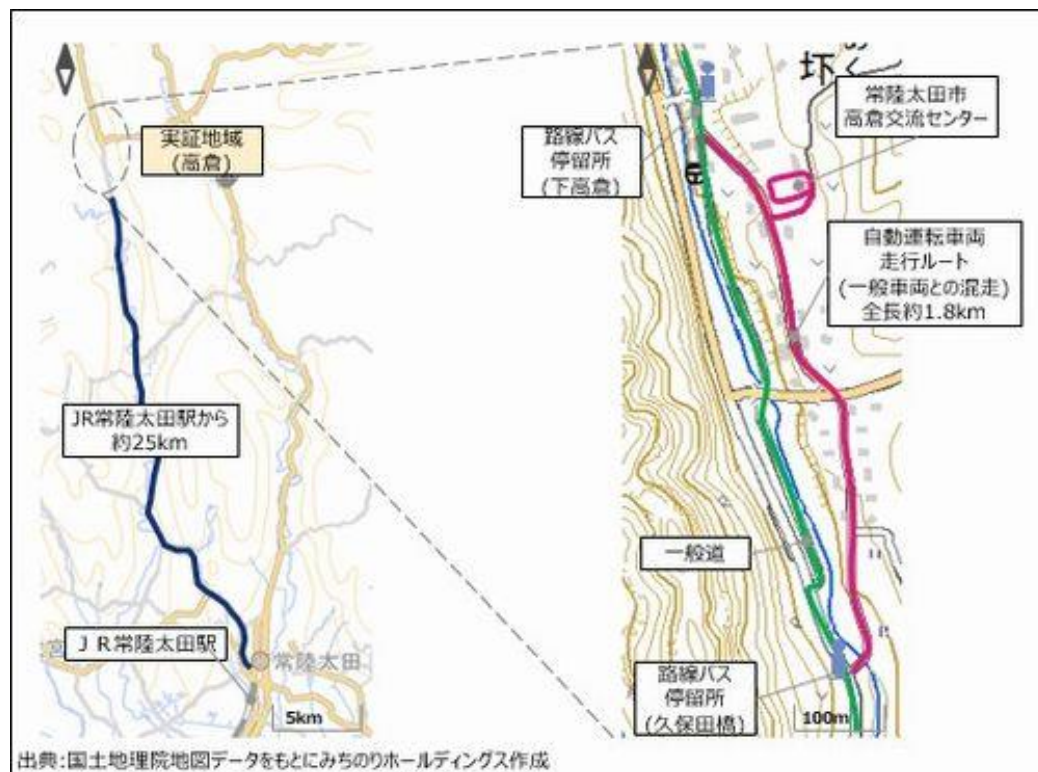 実証地域
(高倉)
JR常陸太田駅から
約25km
ＪＲ常陸太田駅
常陸太田
5km
路線バス
停留所
(下高倉)
常陸太田市
高倉交流センター
自動運転車両
走行ルート
(一般車両との混走)
全長約1.8km
一般道
路線バス
停留所
(久保田橋)
100m
出典:国土地理院地図データをもとにみちのりホールディングス作成